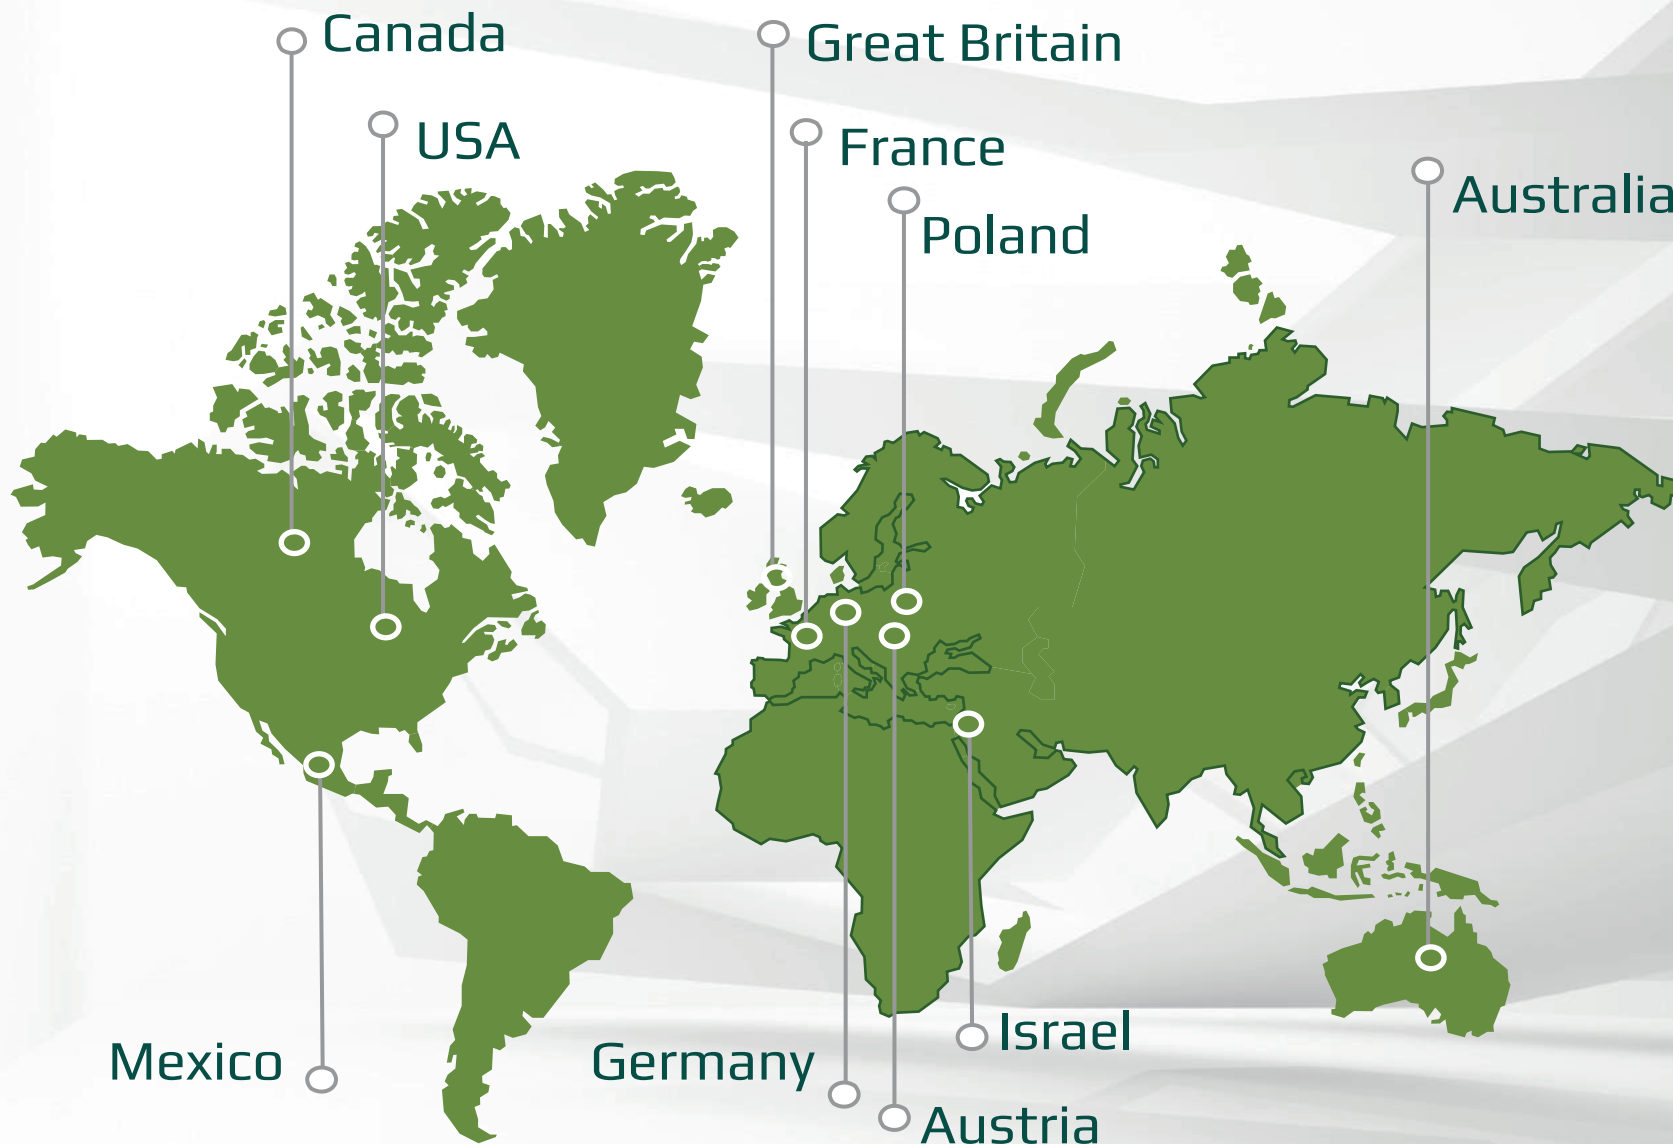 Canada
Great Britain
USA
France
Australia
Poland
Israel
Mexico
Germany
Austria